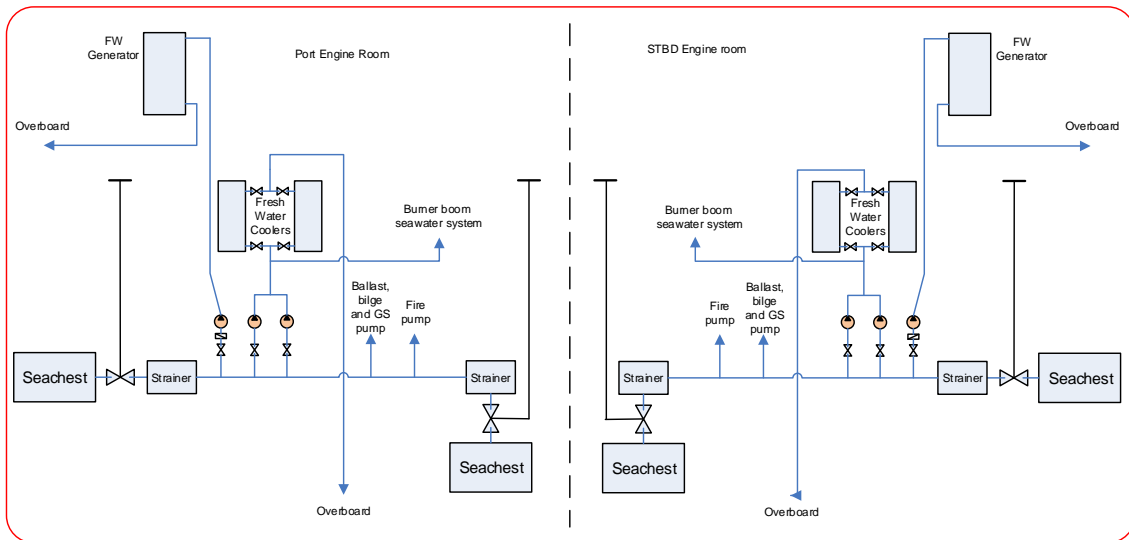 FW
Generator
Port Engine Room
STBD Engine room
FW
Generator
Overboard
Overboard
Fresh
Water
Coolers
Burner boom
seawater system
Ballast,
bilge
and GS
pump
Fire
pump
Seachest
Strainer
Strainer
Seachest
Overboard
Burner boom
seawater system
Fresh
Water
Coolers
Fire
pump
Ballast,
bilge
and GS
pump
Strainer
Strainer
Seachest
Seachest
Overboard